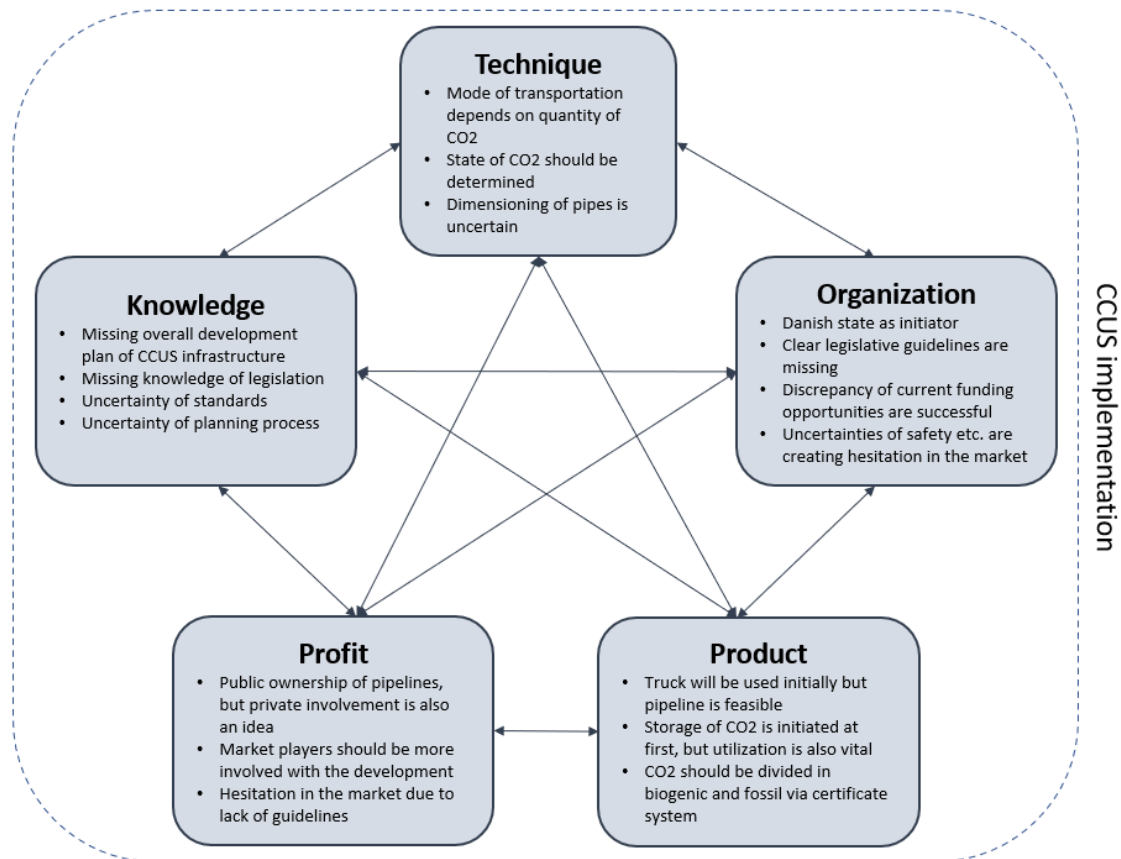 Technique
• Mode of transportation
depends on quantity of
CO2
• State of CO2 should be
determined
• Dimensioning of pipes is
uncertain
Knowledge
• Missing overall development
plan of CCUS infrastructure
• Missing knowledge of legislation
• Uncertainty of standards
• Uncertainty of planning process
Organization
• Danish state as initiator
• Clear legislative guidelines are
missing
• Discrepancy of current funding
opportunities are successful
• Uncertainties of safety etc. are
creating hesitation in the market
CCUS implementation
Profit
• Public ownership of pipelines,
but private involvement is also
an idea
• Market players should be more
involved with the development
• Hesitation in the market due to
lack of guidelines
Product
• Truck will be used initially but
pipeline is feasible
• Storage of CO2 is initiated at
first, but utilization is also vital
• CO2 should be divided in
biogenic and fossil via certificate
system